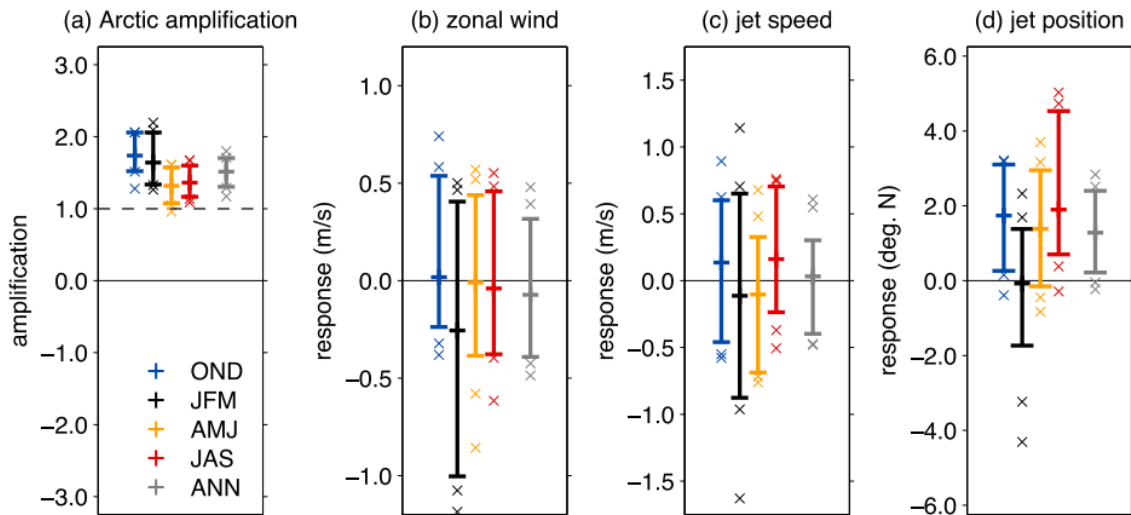 (a) Arctic amplification
amplification
3.0
2.0
1.0
0.0
−1.0
−2.0
−3.0
OND
JFM
AMJ
JAS
ANN
(b) zonal wind
response (m/s)
1.0
0.5
0.0
−0.5
−1.0
(c) jet speed
response (m/s)
1.5
1.0
0.5
0.0
−0.5
−1.0
−1.5
(d) jet position
response (deg. N)
6.0
4.0
2.0
0.0
−2.0
−4.0
−6.0